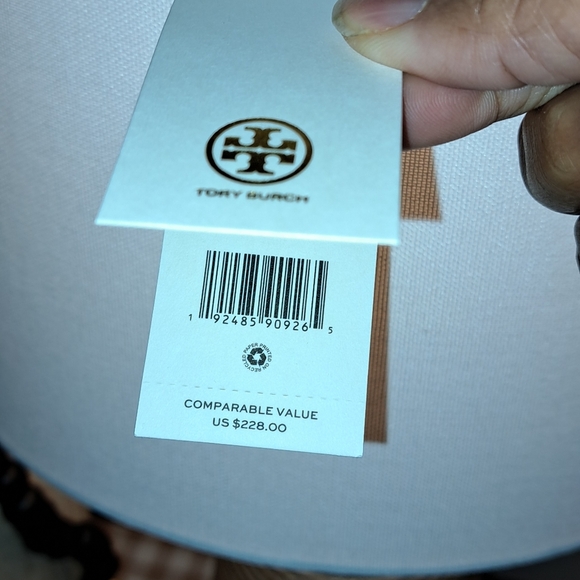 TORY BURCH
1 92485 90926 5
PAPER PRINTED ON RECYCLED
COMPARABLE VALUE
US $228.00